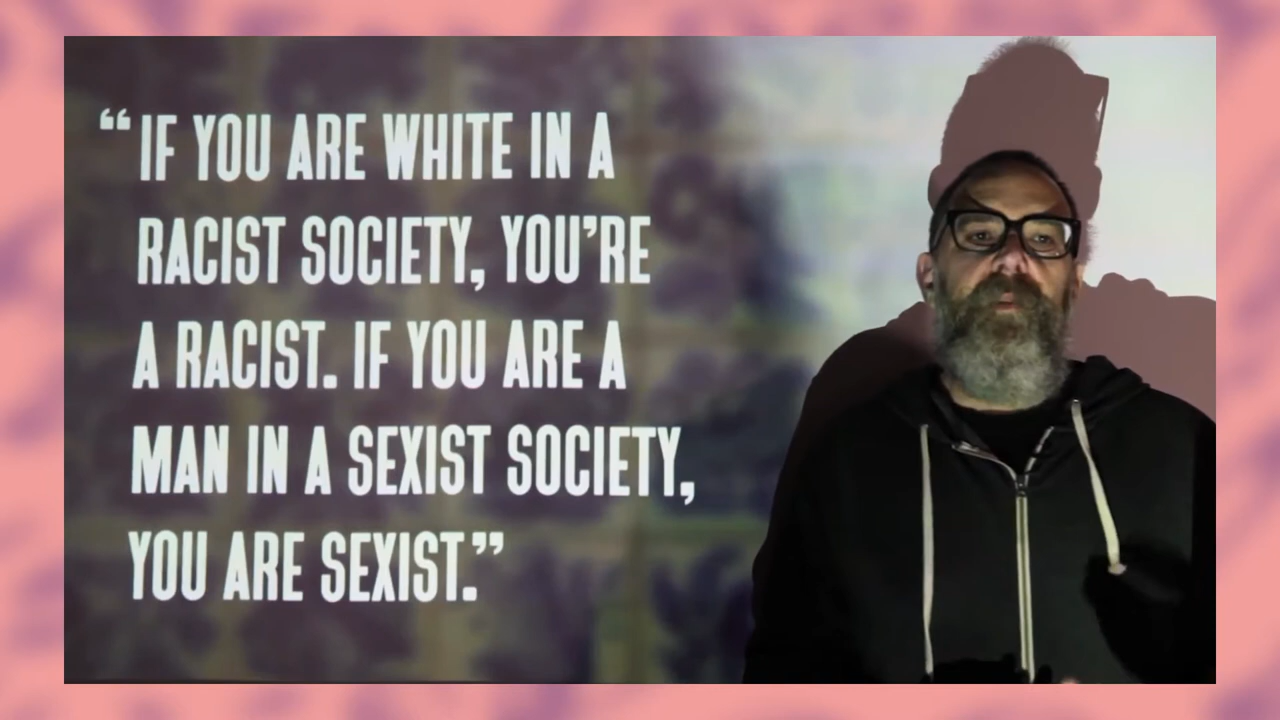 “IF YOU ARE WHITE IN A
RACIST SOCIETY, YOU’RE
A RACIST. IF YOU ARE A
MAN IN A SEXIST SOCIETY,
YOU ARE SEXIST.”